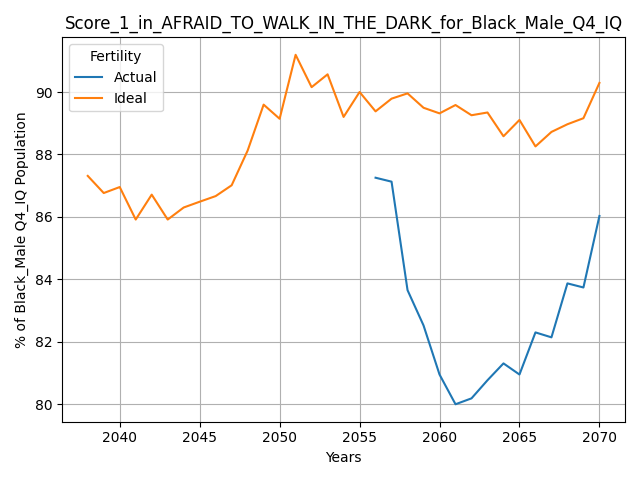 Score_1_in_AFRAID_TO_WALK_IN_THE_DARK_for_Black_Male_Q4_IQ
Fertility
Actual
Ideal
% of Black_Male Q4_IQ Population
90
88
86
84
82
80
2040
2045
2050
2055
2060
2065
2070
Years